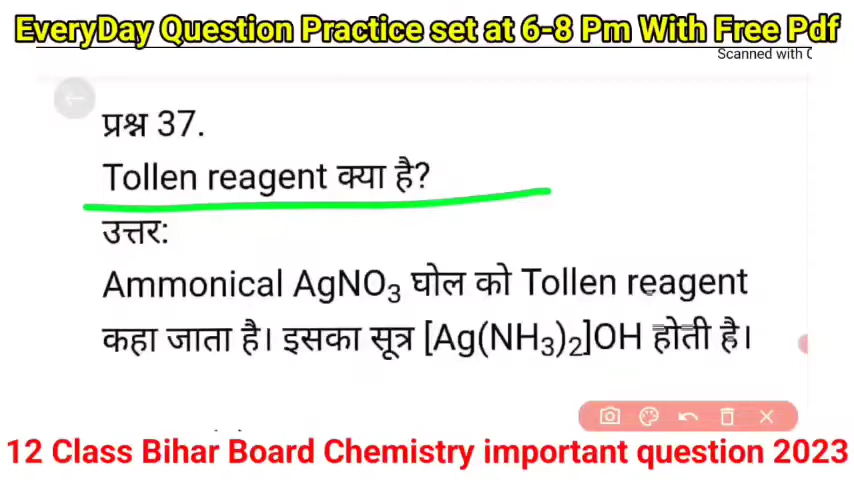 EveryDay Question Practice set at 6-8 Pm With Free Pdf
Scanned with
प्रश्न 37.
Tollen reagent क्या है?
उत्तर:
Ammonical AgNO₃ घोल को Tollen reagent
कहा जाता है। इसका सूत्र [Ag(NH₃)₂]OH होती है।
12 Class Bihar Board Chemistry important question 2023